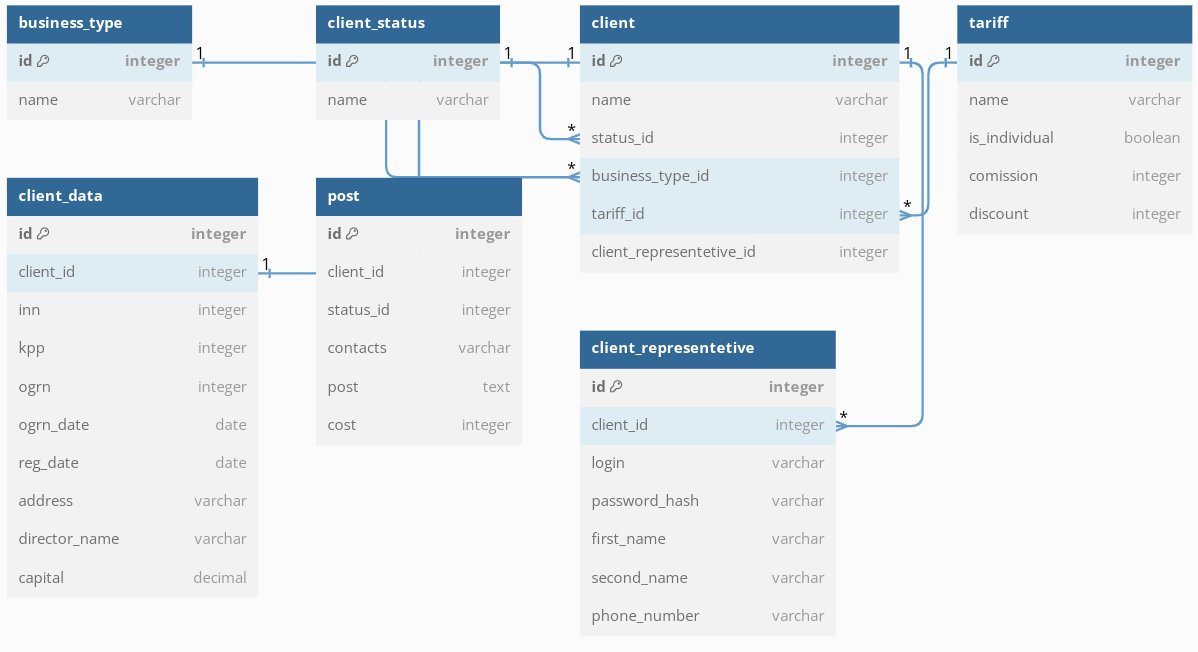 business_type
id integer
name varchar
client_status
id integer
name varchar
client
id integer
name varchar
status_id integer
business_type_id integer
tariff_id integer
client_representetive_id integer
tariff
id integer
name varchar
is_individual boolean
comission integer
discount integer
client_data
id integer
client_id integer
inn integer
kpp integer
ogrn integer
ogrn_date date
reg_date date
address varchar
director_name varchar
capital decimal
post
id integer
client_id integer
status_id integer
contacts varchar
post text
cost integer
client_representetive
id integer
client_id integer
login varchar
password_hash varchar
first_name varchar
second_name varchar
phone_number varchar
1
1
1
1
1
*
*
*
1
*